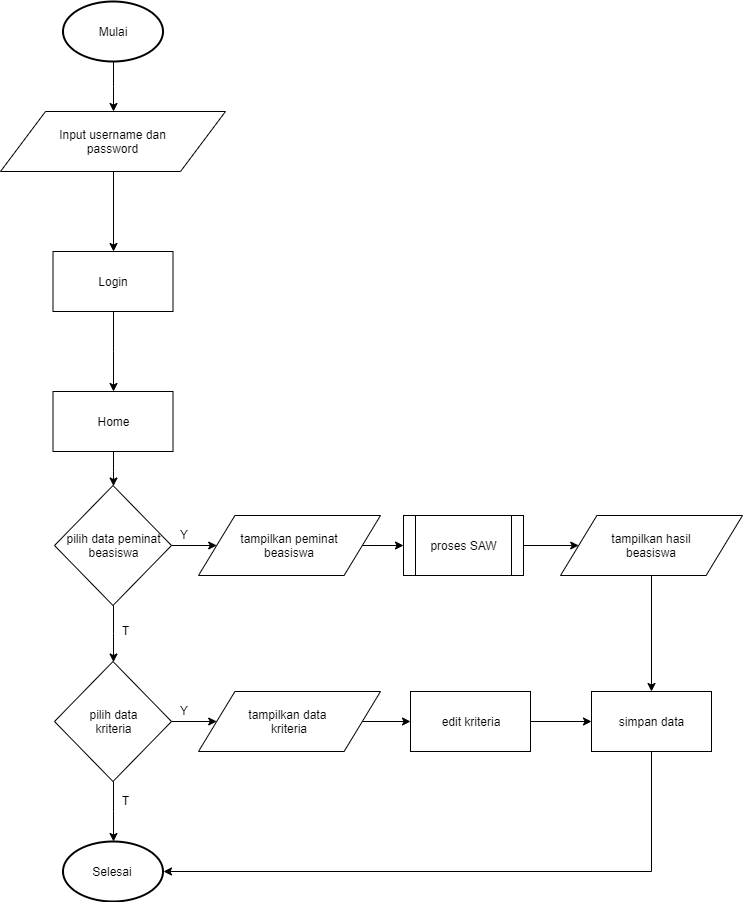 Mulai
Input username dan
password
Login
Home
pilih data peminat
beasiswa
Y
tampilkan peminat
beasiswa
proses SAW
tampilkan hasil
beasiswa
T
pilih data
kriteria
Y
tampilkan data
kriteria
edit kriteria
simpan data
T
Selesai